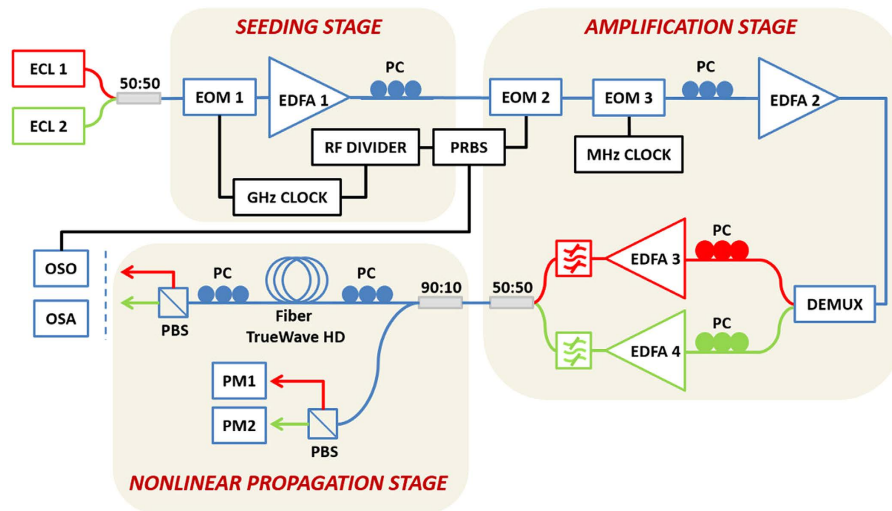 SEEDING STAGE
AMPLIFICATION STAGE
ECL 1
50:50
ECL 2
EOM 1
EDFA 1
PC
EOM 2
EOM 3
PC
EDFA 2
RF DIVIDER
PRBS
MHz CLOCK
GHz CLOCK
OSO
OSA
PBS
PC
Fiber
TrueWave HD
PC
90:10
50:50
EDFA 3
PC
EDFA 4
PC
DEMUX
PM1
PM2
PBS
NONLINEAR PROPAGATION STAGE